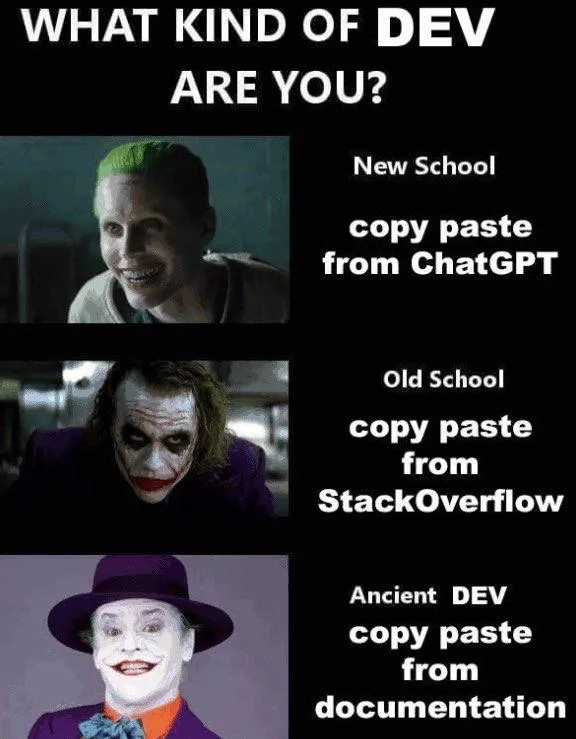 WHAT KIND OF DEV
ARE YOU?
New School
copy paste
from ChatGPT
Old School
copy paste
from
StackOverflow
Ancient DEV
copy paste
from
documentation